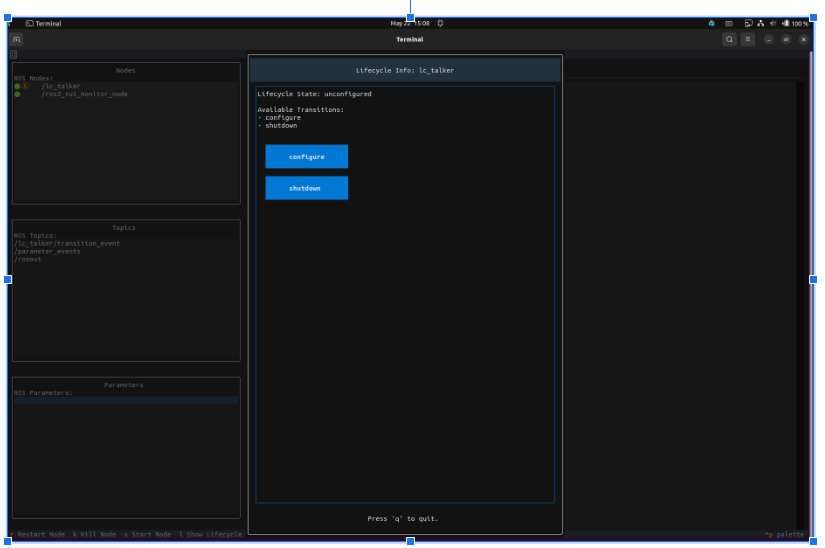 Terminal
May 22 15:08
100 %
Terminal
Nodes
ROS Nodes:
/lc_talker
/ros2_tui_monitor_node
Topics
ROS Topics:
/lc_talker/transition_event
/parameter_events
/rosout
Parameters
ROS Parameters:
Lifecycle Info: lc_talker
Lifecycle State: unconfigured
Available Transitions:
- configure
- shutdown
configure
shutdown
Press 'q' to quit.
r Restart Node k Kill Node s Start Node l Show Lifecycle
^p palette